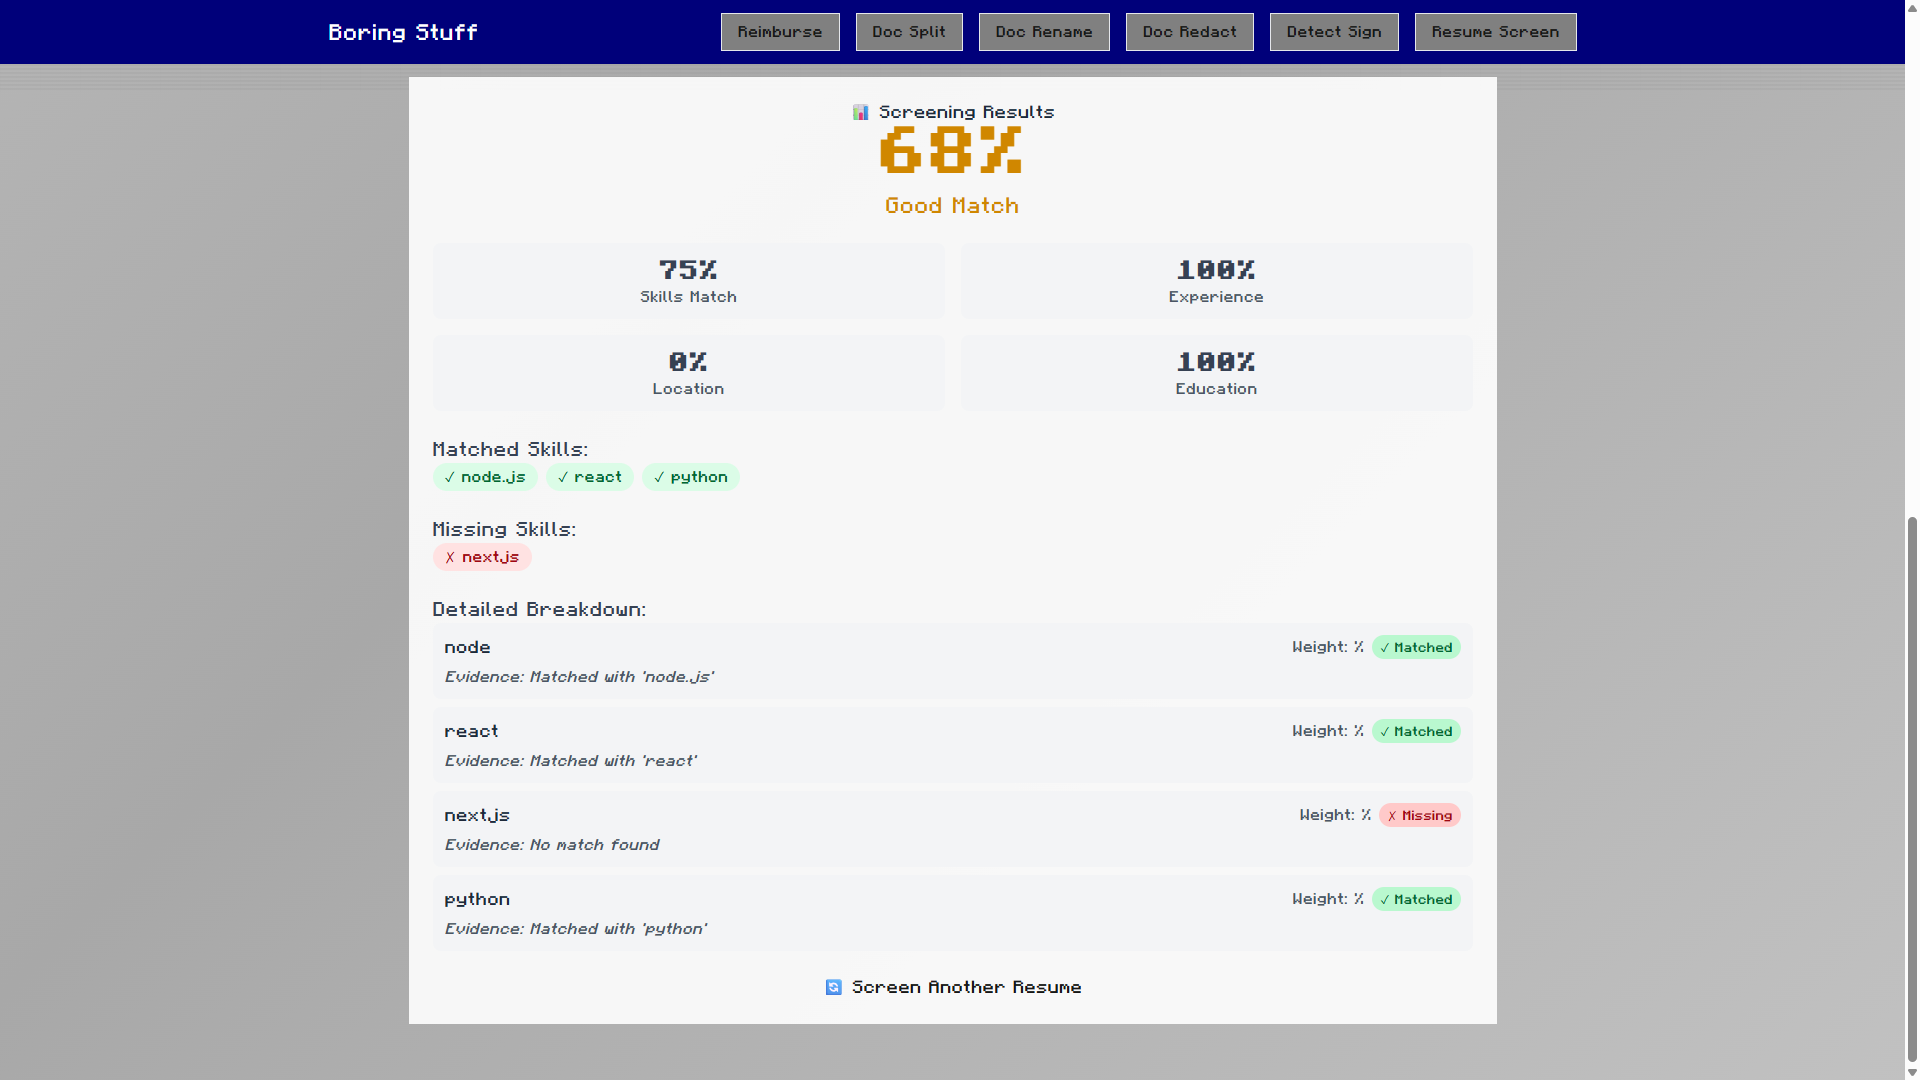 Boring Stuff
Reimburse
Doc Split
Doc Rename
Doc Redact
Detect Sign
Resume Screen
📊 Screening Results
68%
Good Match
75%
Skills Match
100%
Experience
0%
Location
100%
Education
Matched Skills:
✓ node.js ✓ react ✓ python
Missing Skills:
✗ next.js
Detailed Breakdown:
node Weight: % ✓ Matched
Evidence: Matched with 'node.js'
react Weight: % ✓ Matched
Evidence: Matched with 'react'
next.js Weight: % ✗ Missing
Evidence: No match found
python Weight: % ✓ Matched
Evidence: Matched with 'python'
🔄 Screen Another Resume